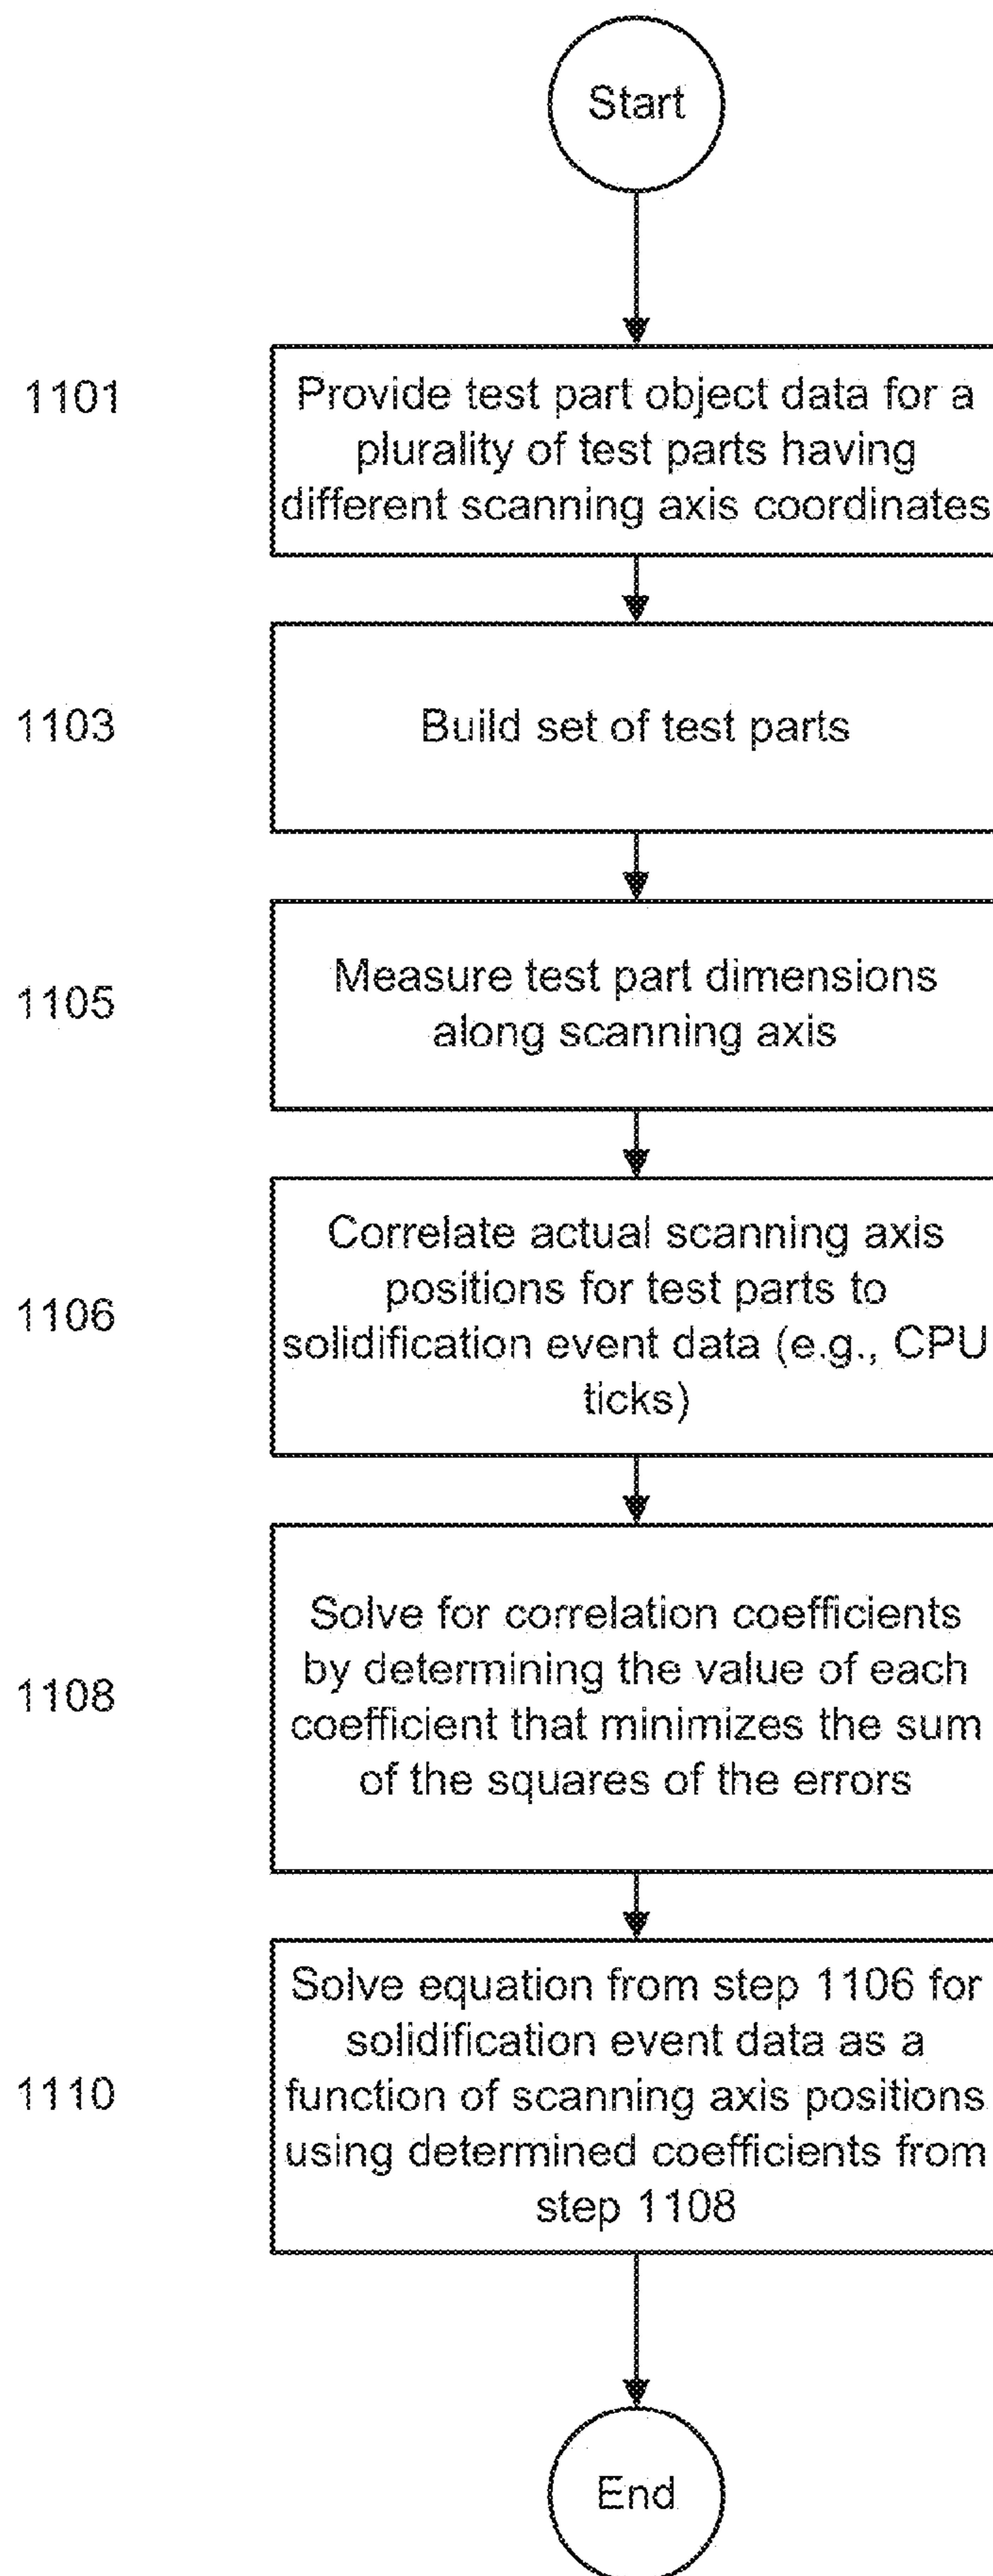 Start
1101
Provide test part object data for a
plurality of test parts having
different scanning axis coordinates
1103
Build set of test parts
1105
Measure test part dimensions
along scanning axis
1106
Correlate actual scanning axis
positions for test parts to
solidification event data (e.g., CPU
ticks)
1108
Solve for correlation coefficients
by determining the value of each
coefficient that minimizes the sum
of the squares of the errors
1110
Solve equation from step 1106 for
solidification event data as a
function of scanning axis positions
using determined coefficients from
step 1108
End